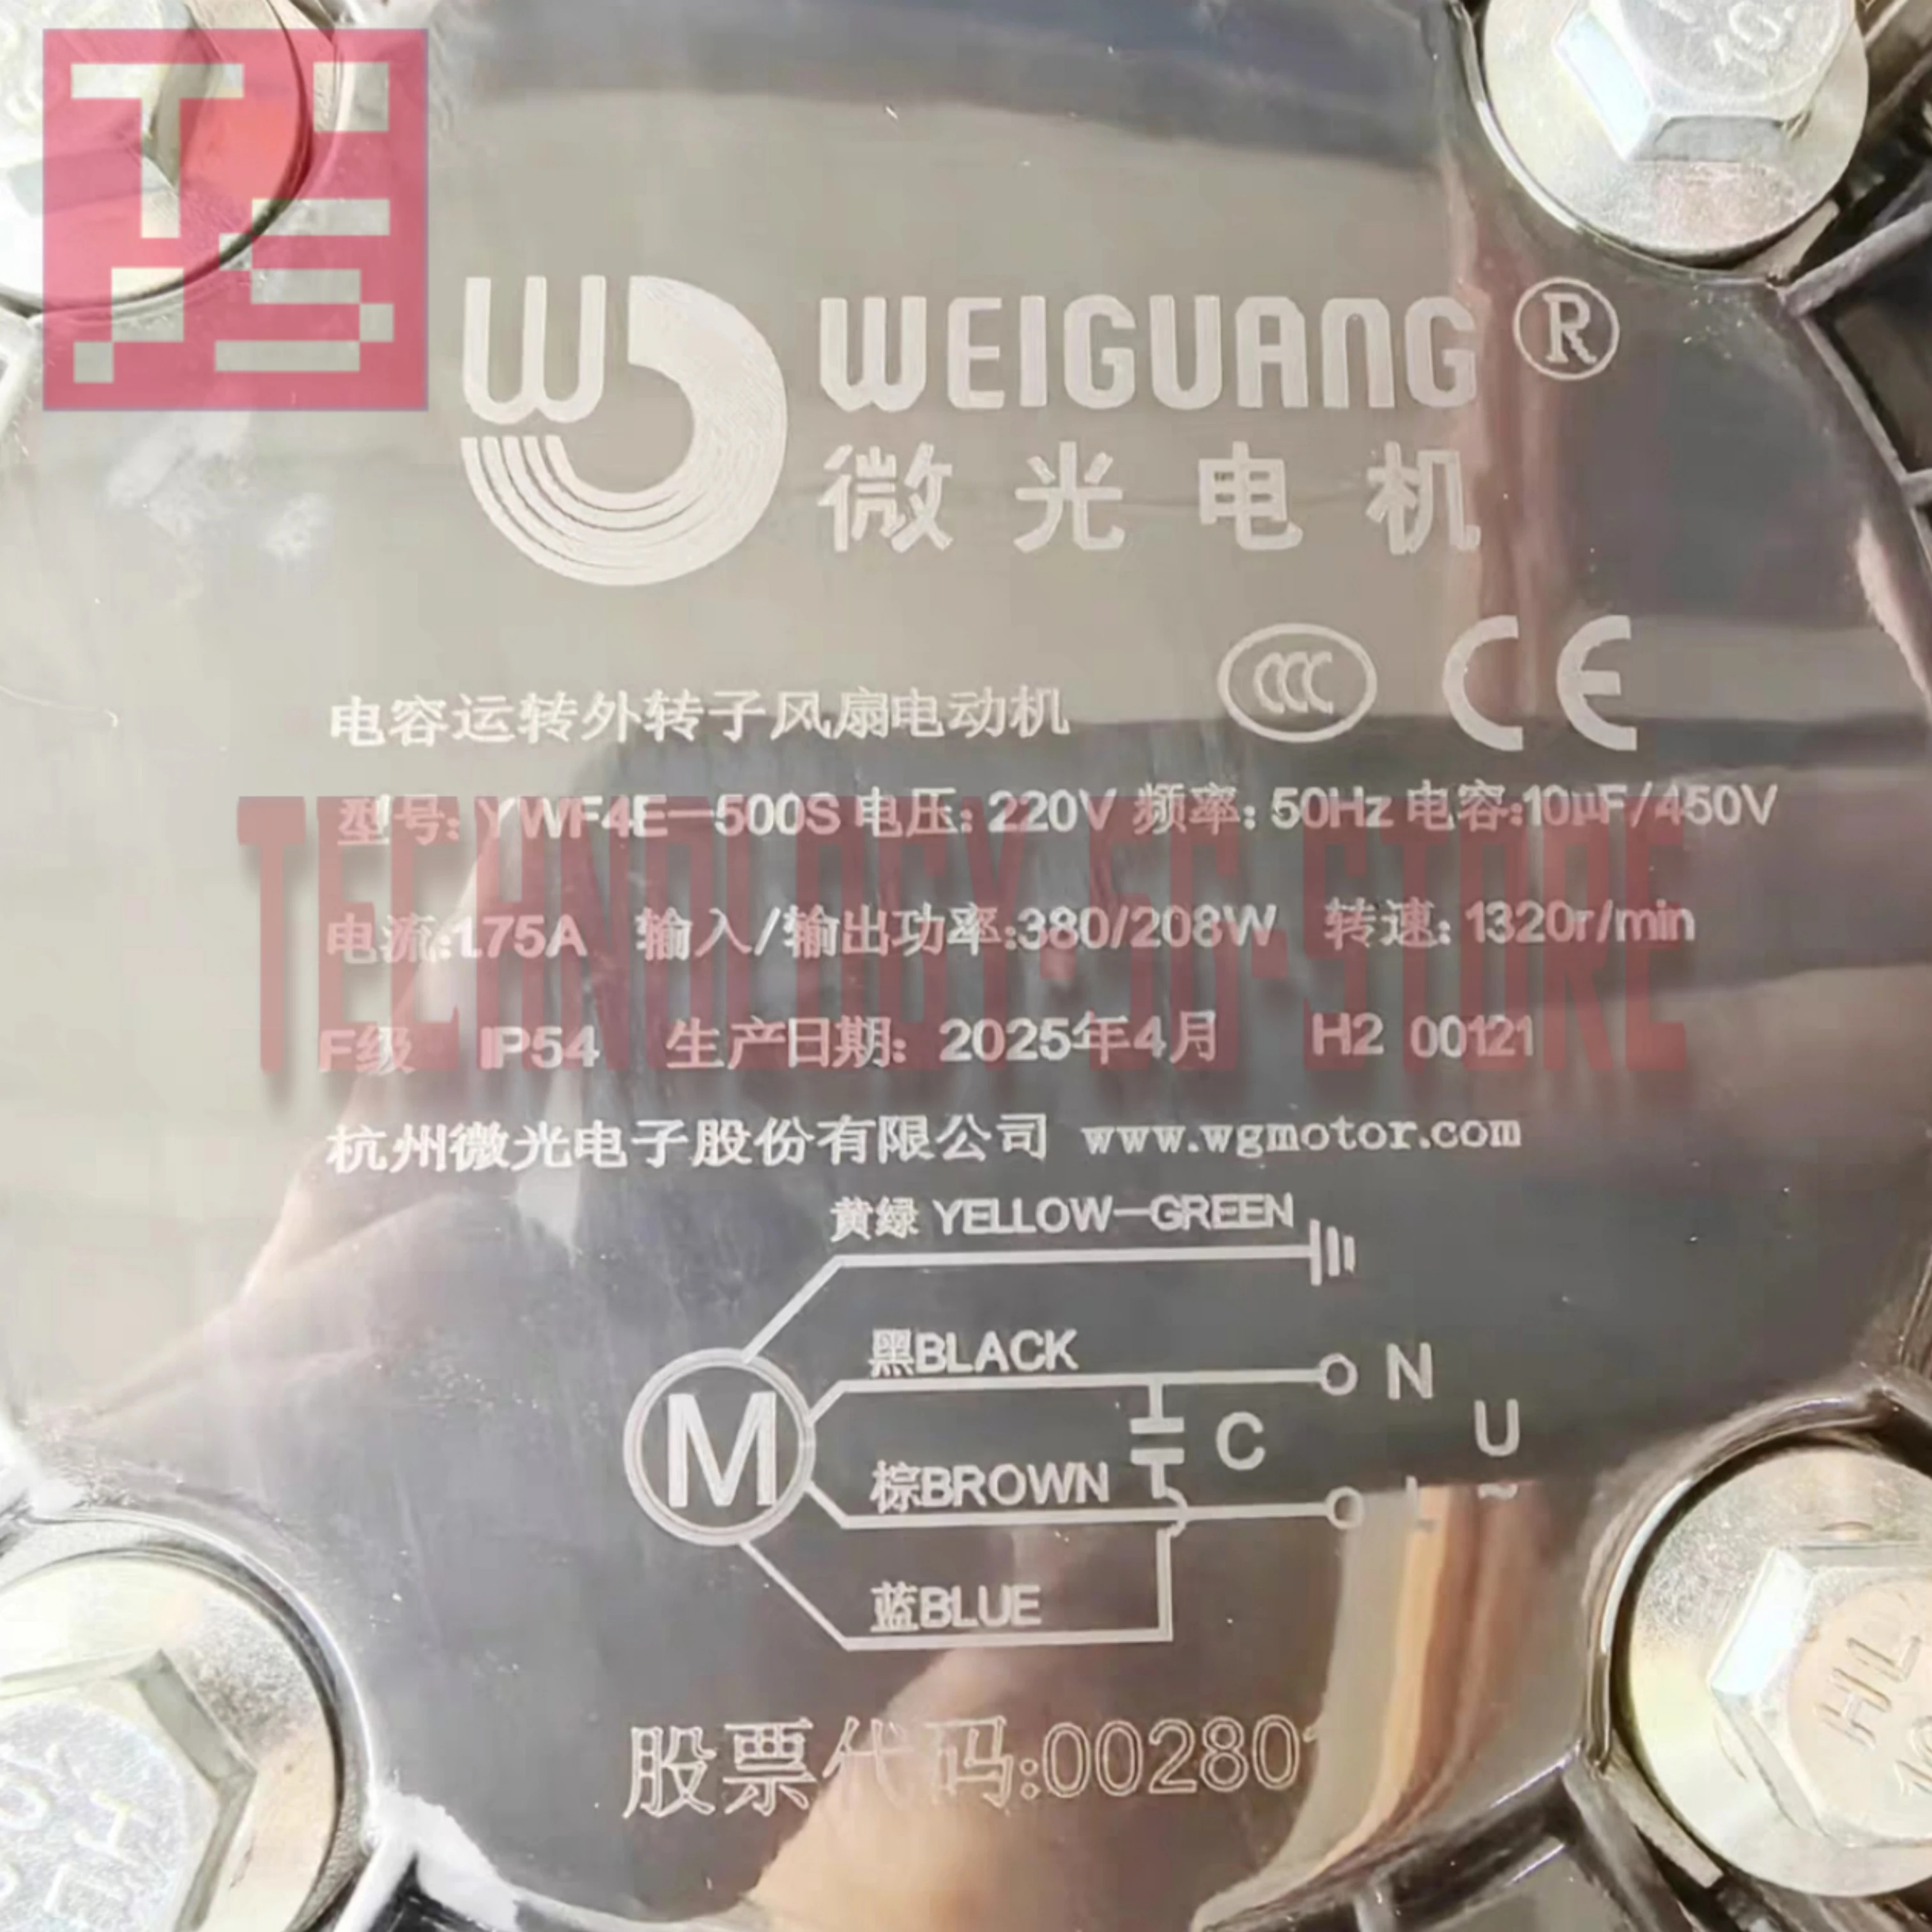 WEIGUANG®
微光电机
CCC CE
电容运转外转子风扇电动机
型号: YWF4E-500S 电压: 220V 频率: 50Hz 电容:10μF/450V
电流:1.75A 输入/输出功率:380/208W 转速: 1320r/min
F级 IP54 生产日期: 2025年4月 H2 00121
TECHNOLOGY-5G-STORE
杭州微光电子股份有限公司 www.wgmotor.com
黄绿 YELLOW-GREEN
黑BLACK N
M C U
棕BROWN L ~
蓝BLUE
股票代码:002801
HL